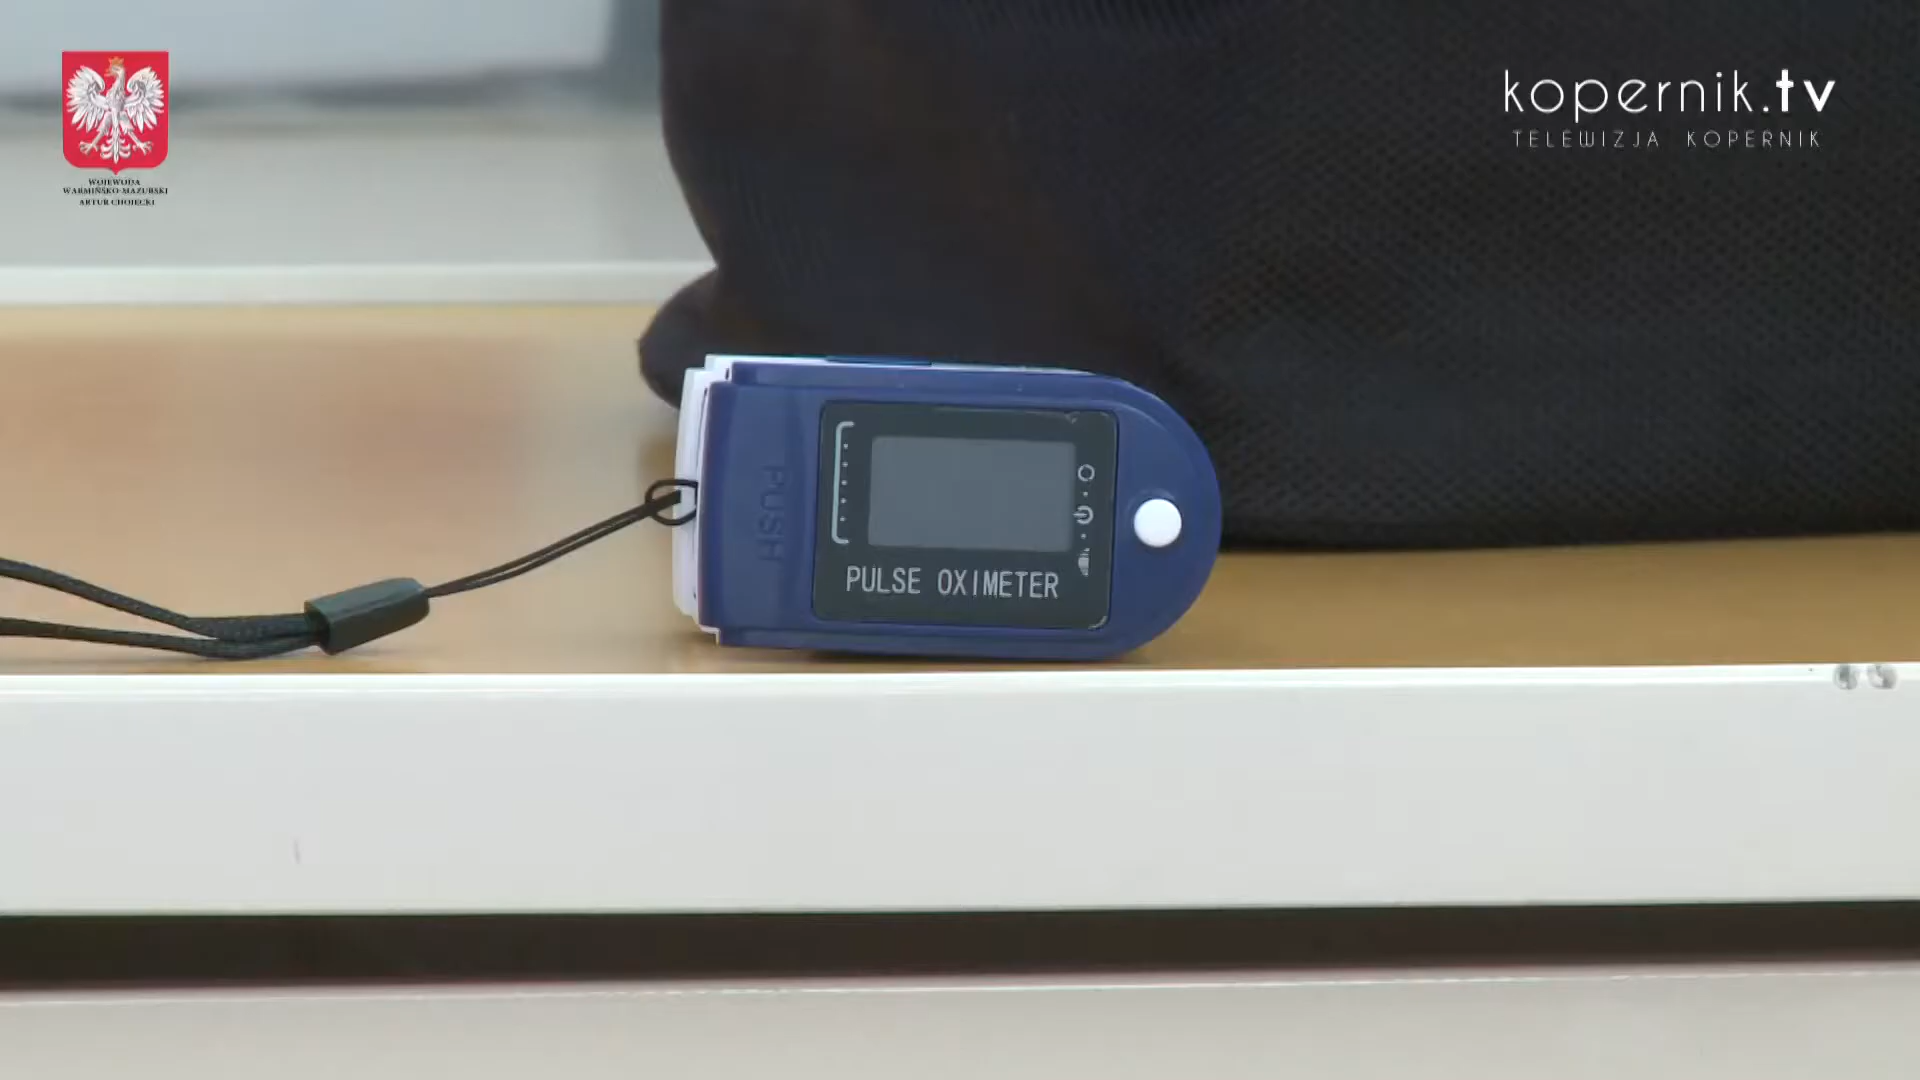 WOJEWODA
WARMIŃSKO-MAZURSKI
ARTUR CHOJECKI
kopernik.tv
TELEWIZJA KOPERNIK
PUSH
PULSE OXIMETER